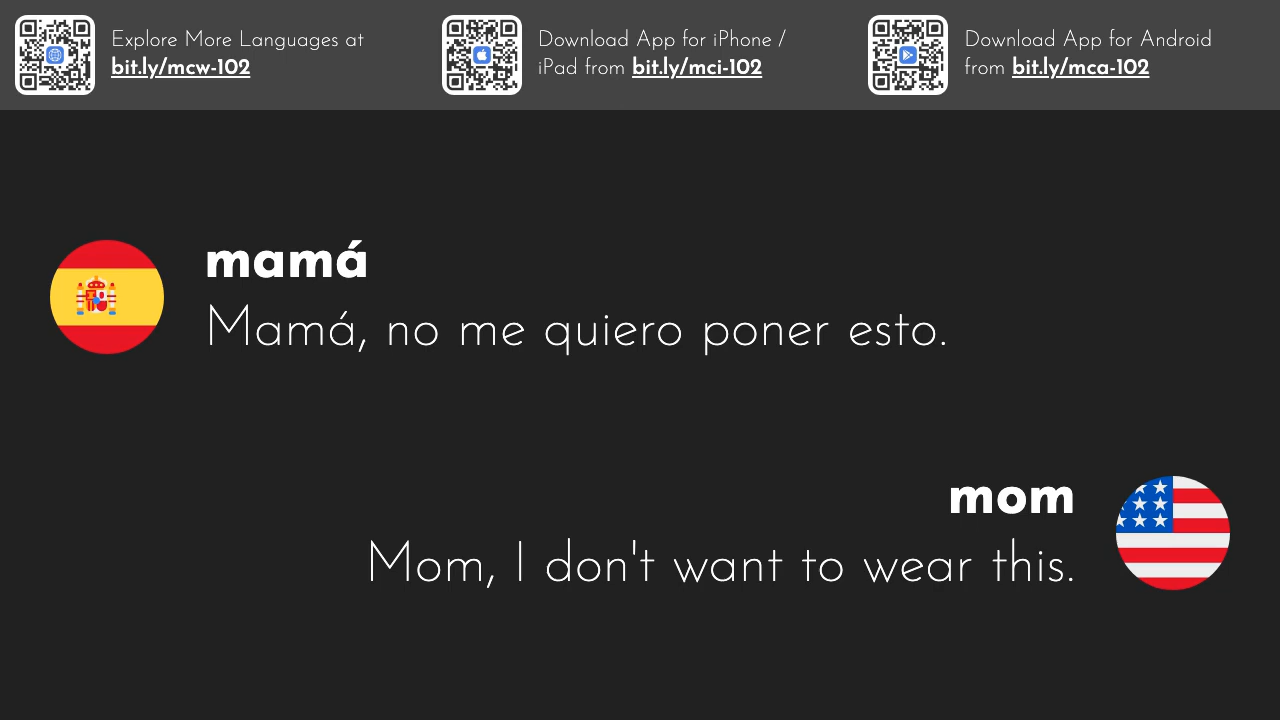 Explore More Languages at
bit.ly/mcw-102
Download App for iPhone /
iPad from bit.ly/mci-102
Download App for Android
from bit.ly/mca-102
mamá
Mamá, no me quiero poner esto.
mom
Mom, I don't want to wear this.